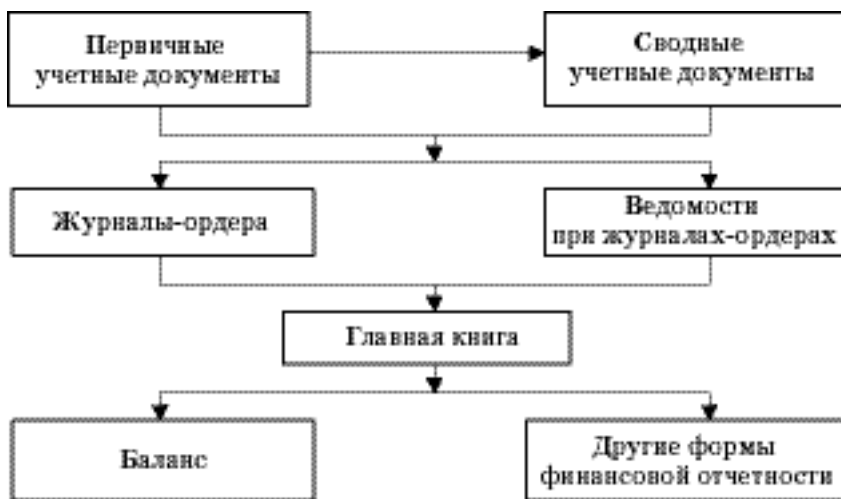 Первичные
учетные документы
Сводные
учетные документы
Журналы-ордера
Ведомости
при журналах-ордерах
Главная книга
Баланс
Другие формы
финансовой отчетности